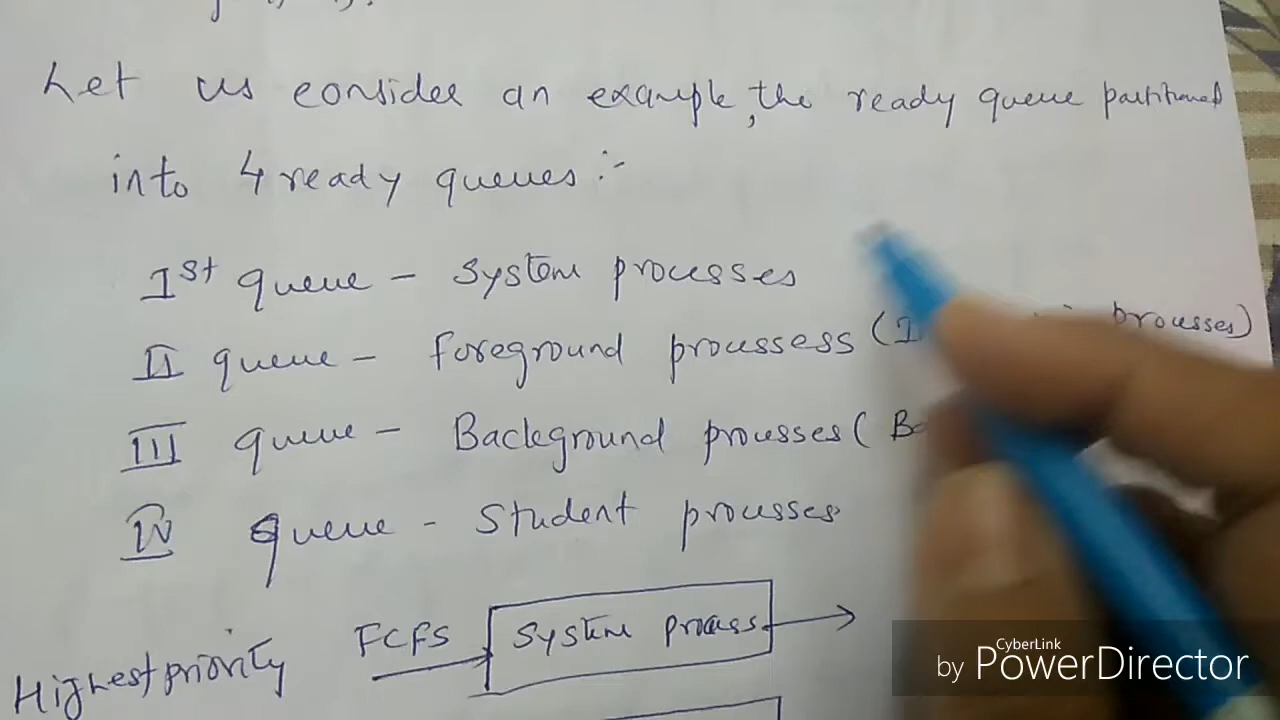 Let us consider an example, the ready queue partitioned
into 4 ready queues :-
1st queue - System processes
II queue - Foreground proussess ( processes)
III queue - Background processes (
IV queue - Student processes
FCFS System process
Highest priority
CyberLink
by PowerDirector